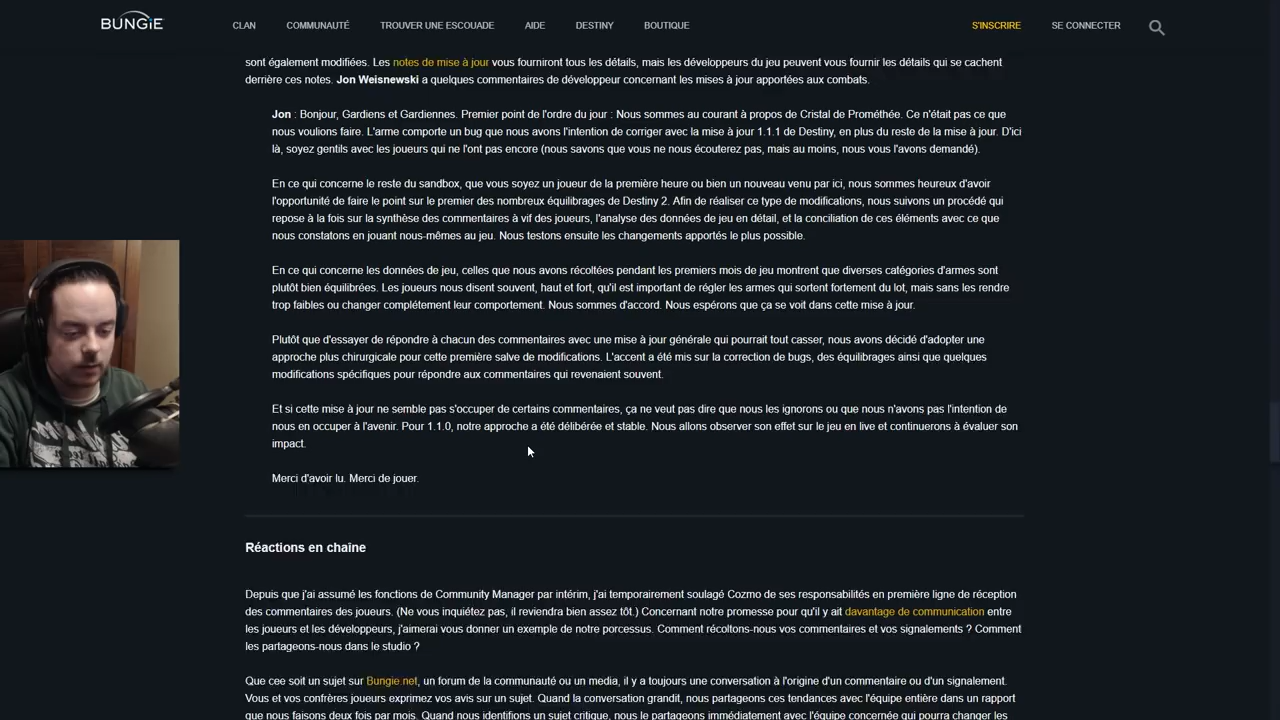 BUNGiE CLAN COMMUNAUTÉ TROUVER UNE ESCOUADE AIDE DESTINY BOUTIQUE S'INSCRIRE SE CONNECTER
sont également modifiées. Les notes de mise à jour vous fourniront tous les détails, mais les développeurs du jeu peuvent vous fournir les détails qui se cachent
derrière ces notes. Jon Weisnewski a quelques commentaires de développeur concernant les mises à jour apportées aux combats.
Jon : Bonjour, Gardiens et Gardiennes. Premier point de l'ordre du jour : Nous sommes au courant à propos de Cristal de Prométhée. Ce n'était pas ce que
nous voulions faire. L'arme comporte un bug que nous avons l'intention de corriger avec la mise à jour 1.1.1 de Destiny, en plus du reste de la mise à jour. D'ici
là, soyez gentils avec les joueurs qui ne l'ont pas encore (nous savons que vous ne nous écouterez pas, mais au moins, nous vous l'avons demandé).
En ce qui concerne le reste du sandbox, que vous soyez un joueur de la première heure ou bien un nouveau venu par ici, nous sommes heureux d'avoir
l'opportunité de faire le point sur le premier des nombreux équilibrages de Destiny 2. Afin de réaliser ce type de modifications, nous suivons un procédé qui
repose à la fois sur la synthèse des commentaires à vif des joueurs, l'analyse des données de jeu en détail, et la conciliation de ces éléments avec ce que
nous constatons en jouant nous-mêmes au jeu. Nous testons ensuite les changements apportés le plus possible.
En ce qui concerne les données de jeu, celles que nous avons récoltées pendant les premiers mois de jeu montrent que diverses catégories d'armes sont
plutôt bien équilibrées. Les joueurs nous disent souvent, haut et fort, qu'il est important de régler les armes qui sortent fortement du lot, mais sans les rendre
trop faibles ou changer complétement leur comportement. Nous sommes d'accord. Nous espérons que ça se voit dans cette mise à jour.
Plutôt que d'essayer de répondre à chacun des commentaires avec une mise à jour générale qui pourrait tout casser, nous avons décidé d'adopter une
approche plus chirurgicale pour cette première salve de modifications. L'accent a été mis sur la correction de bugs, des équilibrages ainsi que quelques
modifications spécifiques pour répondre aux commentaires qui revenaient souvent.
Et si cette mise à jour ne semble pas s'occuper de certains commentaires, ça ne veut pas dire que nous les ignorons ou que nous n'avons pas l'intention de
nous en occuper à l'avenir. Pour 1.1.0, notre approche a été délibérée et stable. Nous allons observer son effet sur le jeu en live et continuerons à évaluer son
impact.
Merci d'avoir lu. Merci de jouer.
Réactions en chaîne
Depuis que j'ai assumé les fonctions de Community Manager par intérim, j'ai temporairement soulagé Cozmo de ses responsabilités en première ligne de réception
des commentaires des joueurs. (Ne vous inquiétez pas, il reviendra bien assez tôt.) Concernant notre promesse pour qu'il y ait davantage de communication entre
les joueurs et les développeurs, j'aimerai vous donner un exemple de notre porcessus. Comment récoltons-nous vos commentaires et vos signalements ? Comment
les partageons-nous dans le studio ?
Que cee soit un sujet sur Bungie.net, un forum de la communauté ou un media, il y a toujours une conversation à l'origine d'un commentaire ou d'un signalement.
Vous et vos confrères joueurs exprimez vos avis sur un sujet. Quand la conversation grandit, nous partageons ces tendances avec l'équipe entière dans un rapport
que nous faisons deux fois par mois. Quand nous identifions un sujet critique, nous le partageons immédiatement avec l'équipe concernée qui pourra changer les